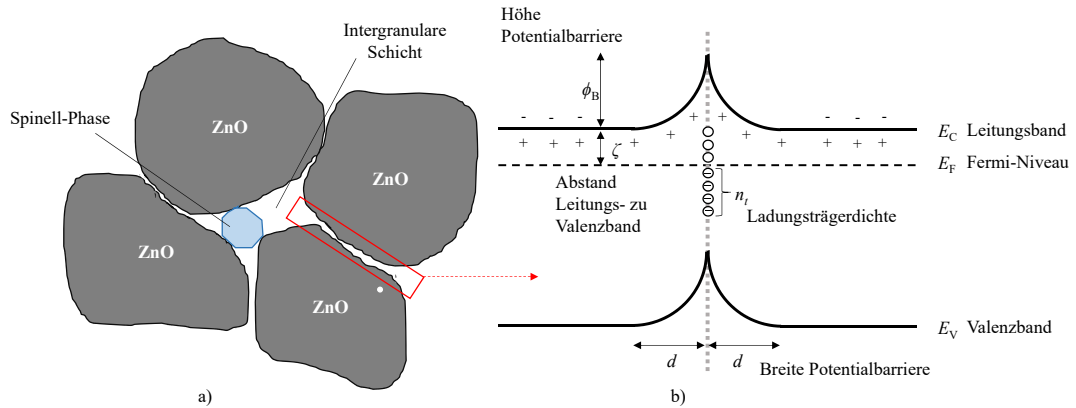 Intergranulare
Schicht
Spinell-Phase
ZnO
ZnO
ZnO
ZnO
a)
Höhe
Potentialbarriere
ϕB
- - -
- - -
+ + + + + + + + + + +
ζ
EC Leitungsband
EF Fermi-Niveau
Abstand
Leitungs- zu
Valenzband
nt
Ladungsträgerdichte
EV Valenzband
d d
Breite Potentialbarriere
b)